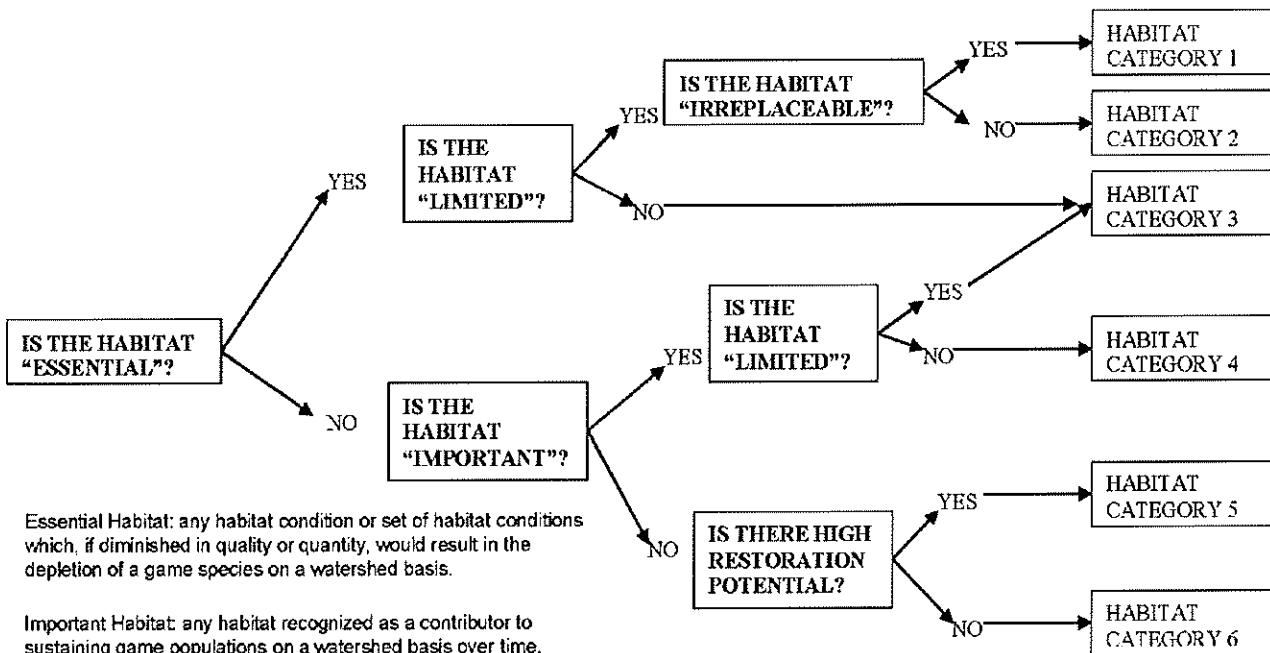 IS THE HABITAT
“ESSENTIAL”?
YES
NO
IS THE
HABITAT
“LIMITED”?
YES
NO
IS THE HABITAT
“IRREPLACEABLE”?
YES
NO
HABITAT
CATEGORY 1
HABITAT
CATEGORY 2
HABITAT
CATEGORY 3
IS THE
HABITAT
“IMPORTANT”?
YES
NO
IS THE
HABITAT
“LIMITED”?
YES
NO
HABITAT
CATEGORY 4
IS THERE HIGH
RESTORATION
POTENTIAL?
YES
NO
HABITAT
CATEGORY 5
HABITAT
CATEGORY 6
Essential Habitat: any habitat condition or set of habitat conditions
which, if diminished in quality or quantity, would result in the
depletion of a game species on a watershed basis.
Important Habitat: any habitat recognized as a contributor to
sustaining game populations on a watershed basis over time.